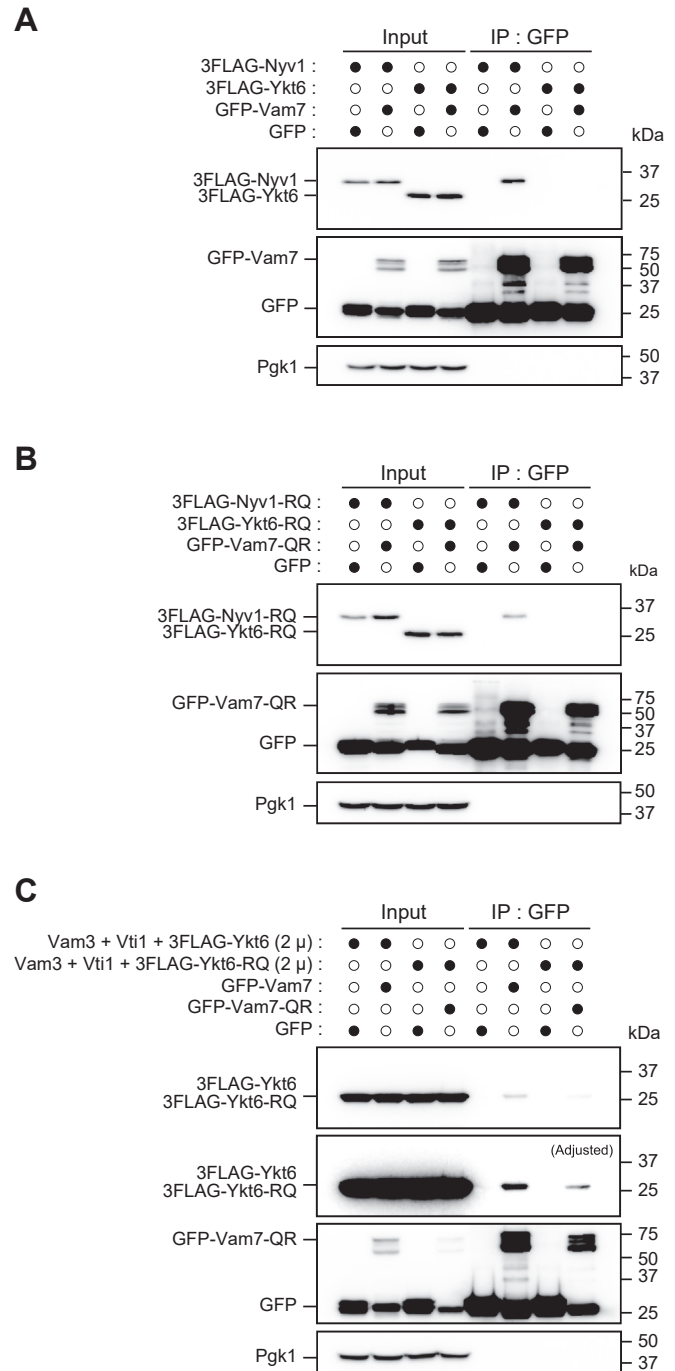 A
Input IP : GFP
3FLAG-Nyv1 :
3FLAG-Ykt6 :
GFP-Vam7 :
GFP :
kDa
3FLAG-Nyv1
3FLAG-Ykt6
37
25
GFP-Vam7
GFP
75
50
37
25
Pgk1
50
37
B
Input IP : GFP
3FLAG-Nyv1-RQ :
3FLAG-Ykt6-RQ :
GFP-Vam7-QR :
GFP :
kDa
3FLAG-Nyv1-RQ
3FLAG-Ykt6-RQ
37
25
GFP-Vam7-QR
GFP
75
50
37
25
Pgk1
50
37
C
Input IP : GFP
Vam3 + Vti1 + 3FLAG-Ykt6 (2 μ) :
Vam3 + Vti1 + 3FLAG-Ykt6-RQ (2 μ) :
GFP-Vam7 :
GFP-Vam7-QR :
GFP :
kDa
3FLAG-Ykt6
3FLAG-Ykt6-RQ
37
25
(Adjusted)
3FLAG-Ykt6
3FLAG-Ykt6-RQ
37
25
GFP-Vam7-QR
GFP
75
50
37
25
Pgk1
50
37